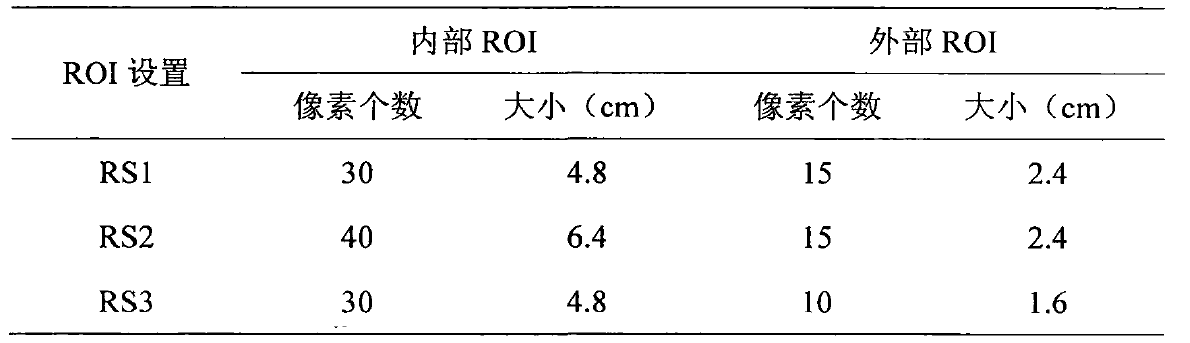 ROI 设置 内部 ROI 外部 ROI
像素个数 大小（cm） 像素个数 大小（cm）
RS1 30 4.8 15 2.4
RS2 40 6.4 15 2.4
RS3 30 4.8 10 1.6